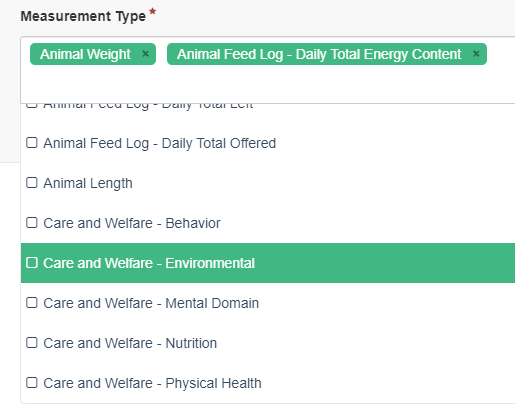 Measurement Type *
Animal Weight × Animal Feed Log - Daily Total Energy Content ×
Animal Feed Log - Daily Total Left
Animal Feed Log - Daily Total Offered
Animal Length
Care and Welfare - Behavior
Care and Welfare - Environmental
Care and Welfare - Mental Domain
Care and Welfare - Nutrition
Care and Welfare - Physical Health